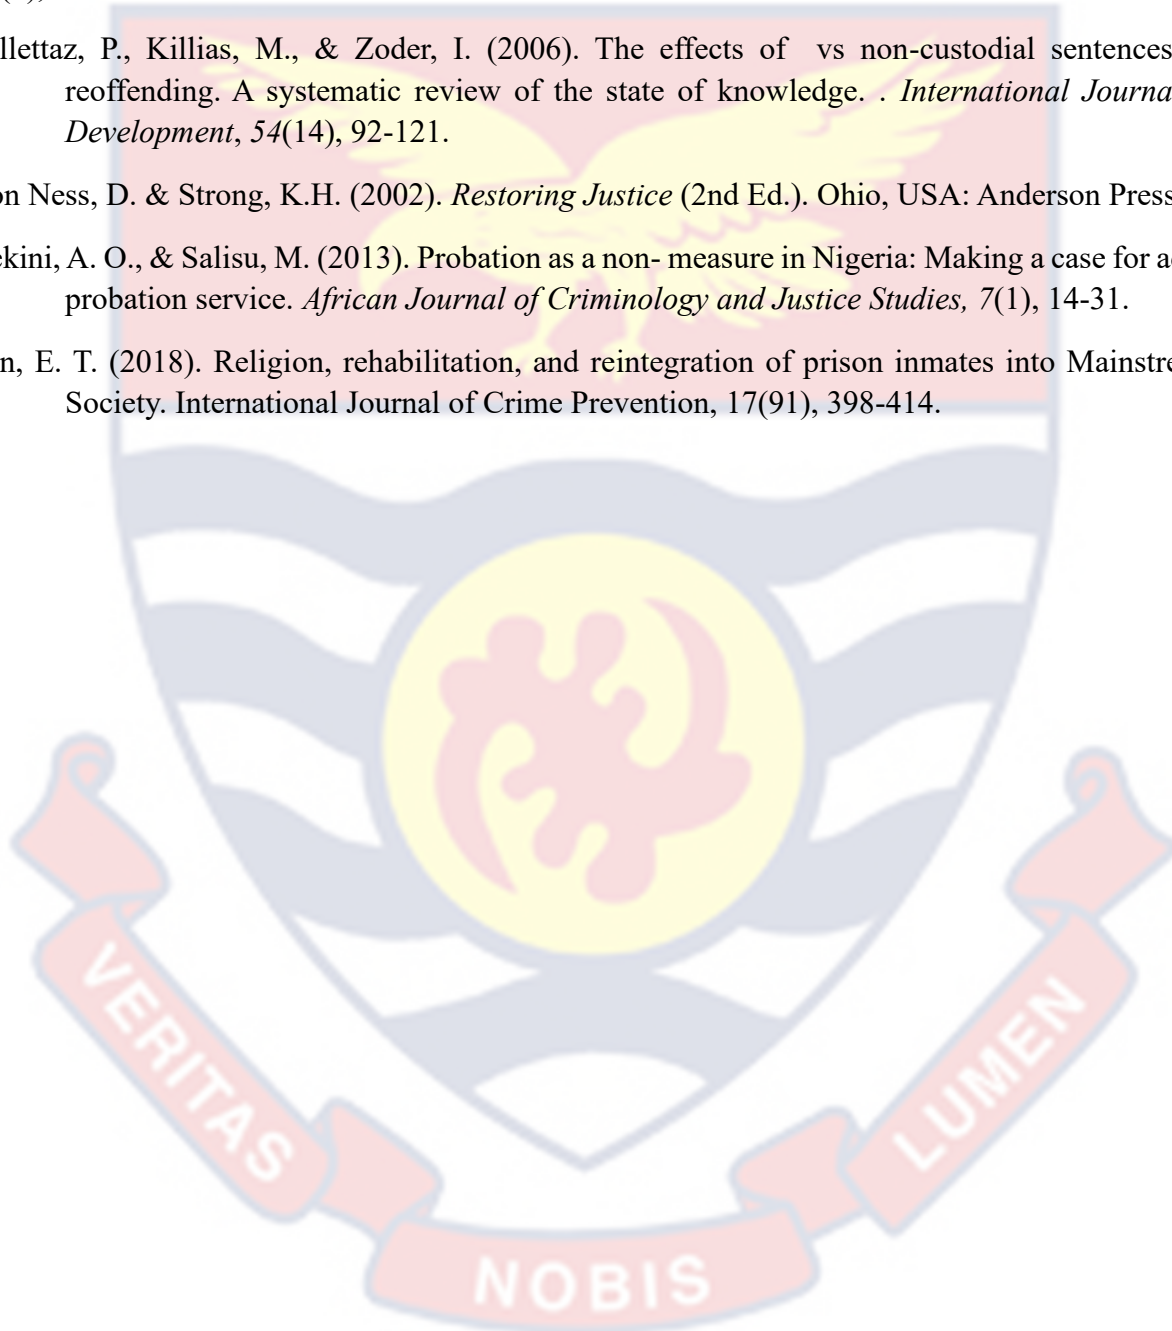 llettaz, P., Killias, M., & Zoder, I. (2006). The effects of vs non-custodial sentences
reoffending. A systematic review of the state of knowledge. . International Journa
Development, 54(14), 92-121.
on Ness, D. & Strong, K.H. (2002). Restoring Justice (2nd Ed.). Ohio, USA: Anderson Press
ekini, A. O., & Salisu, M. (2013). Probation as a non- measure in Nigeria: Making a case for a
probation service. African Journal of Criminology and Justice Studies, 7(1), 14-31.
n, E. T. (2018). Religion, rehabilitation, and reintegration of prison inmates into Mainstre
Society. International Journal of Crime Prevention, 17(91), 398-414.
VERITAS
NOBIS
LUMEN